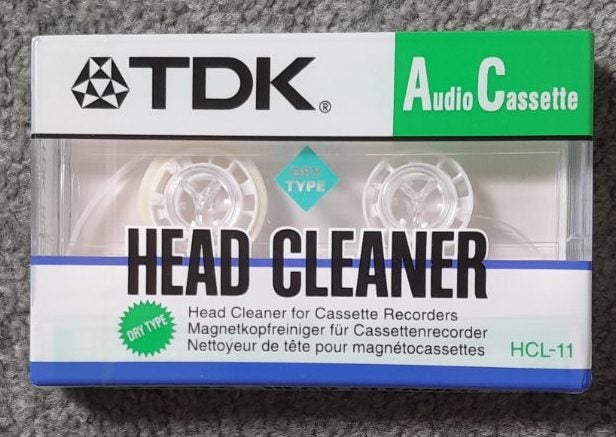 TDK®
Audio Cassette
DRY
TYPE
HEAD CLEANER
DRY TYPE
Head Cleaner for Cassette Recorders
Magnetkopfreiniger für Cassettenrecorder
Nettoyeur de tête pour magnétocassettes
HCL-11